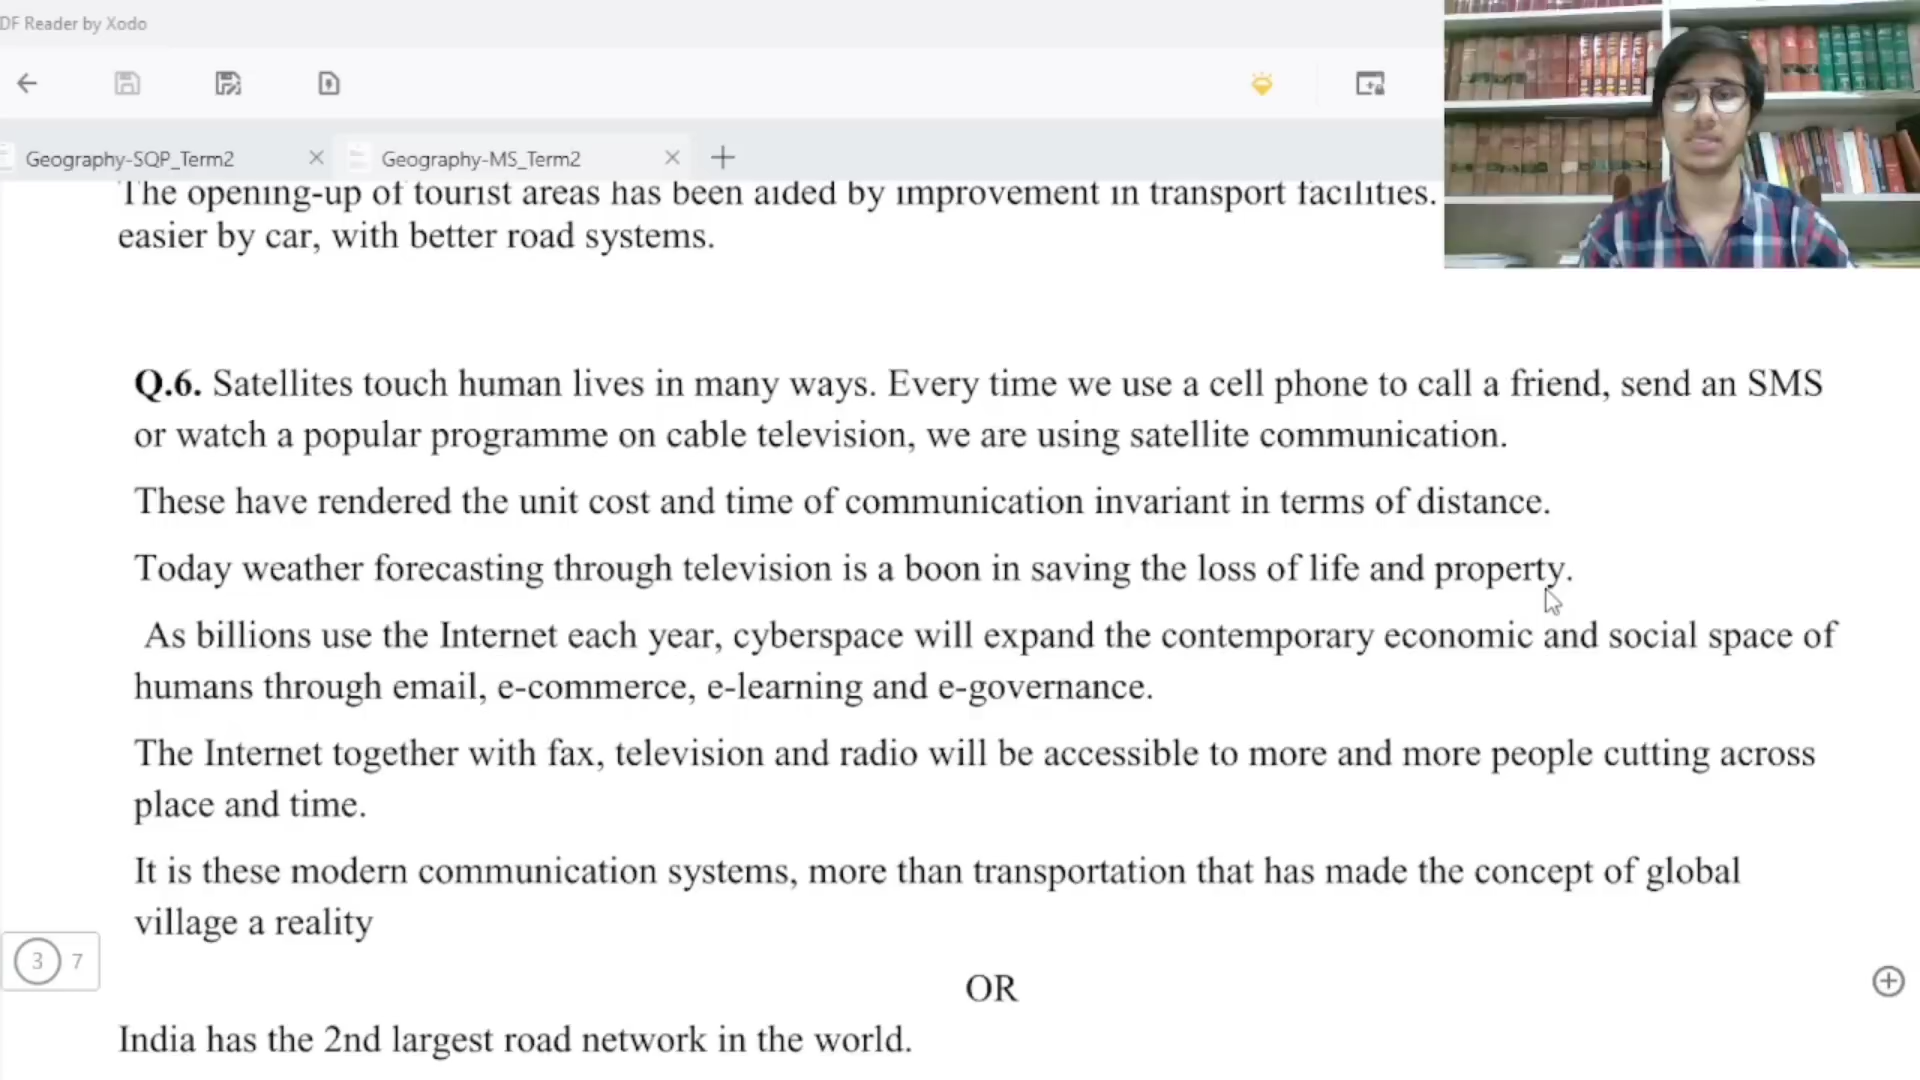 DF Reader by Xodo
Geography-SQP_Term2
Geography-MS_Term2
The opening-up of tourist areas has been aided by improvement in transport facilities.
easier by car, with better road systems.
Q.6. Satellites touch human lives in many ways. Every time we use a cell phone to call a friend, send an SMS
or watch a popular programme on cable television, we are using satellite communication.
These have rendered the unit cost and time of communication invariant in terms of distance.
Today weather forecasting through television is a boon in saving the loss of life and property.
As billions use the Internet each year, cyberspace will expand the contemporary economic and social space of
humans through email, e-commerce, e-learning and e-governance.
The Internet together with fax, television and radio will be accessible to more and more people cutting across
place and time.
It is these modern communication systems, more than transportation that has made the concept of global
village a reality
3 7
OR
India has the 2nd largest road network in the world.